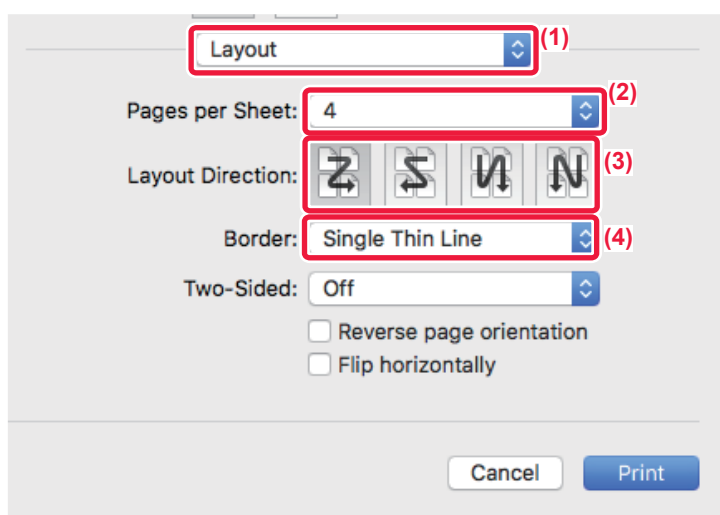 Layout (1)
Pages per Sheet: 4 (2)
Layout Direction: (3)
Border: Single Thin Line (4)
Two-Sided: Off
Reverse page orientation
Flip horizontally
Cancel Print